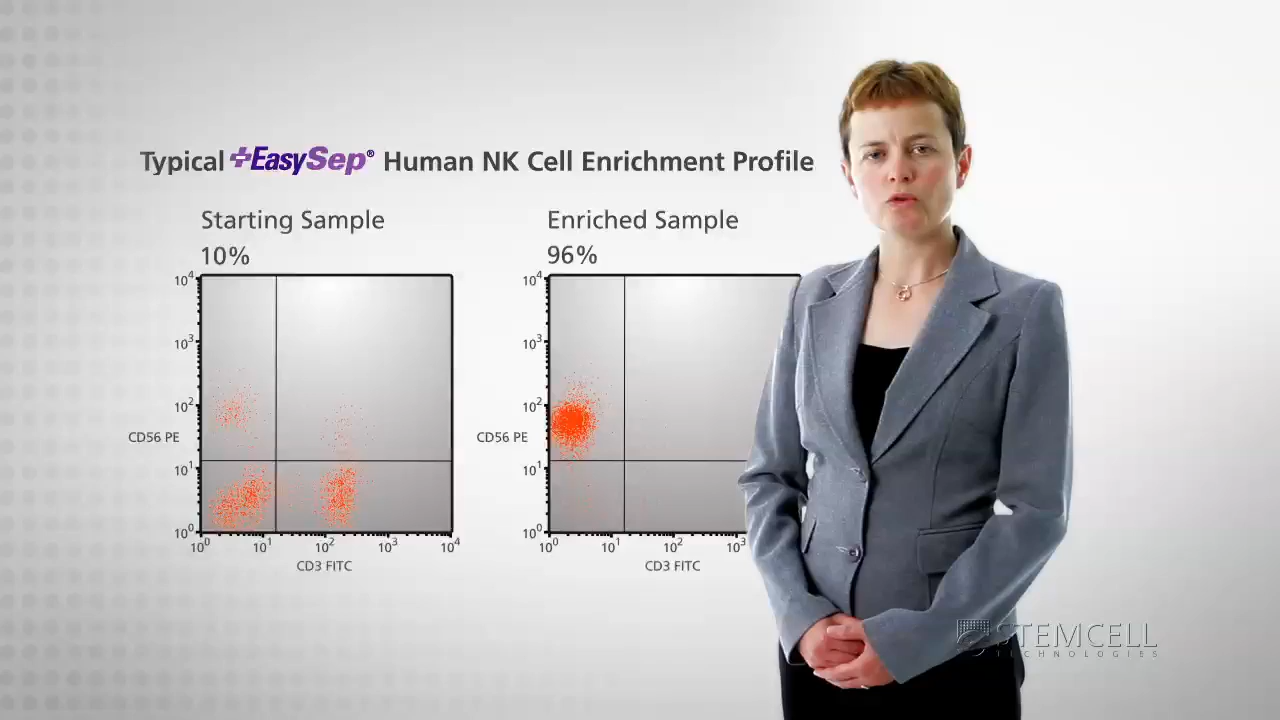 Typical EasySep® Human NK Cell Enrichment Profile
Starting Sample
10%
10⁴
10³
10²
CD56 PE
10¹
10⁰
10⁰ 10¹ 10² 10³ 10⁴
CD3 FITC
Enriched Sample
96%
10⁴
10³
10²
CD56 PE
10¹
10⁰
10⁰ 10¹ 10² 10³
CD3 FITC
STEMCELL
TECHNOLOGIES